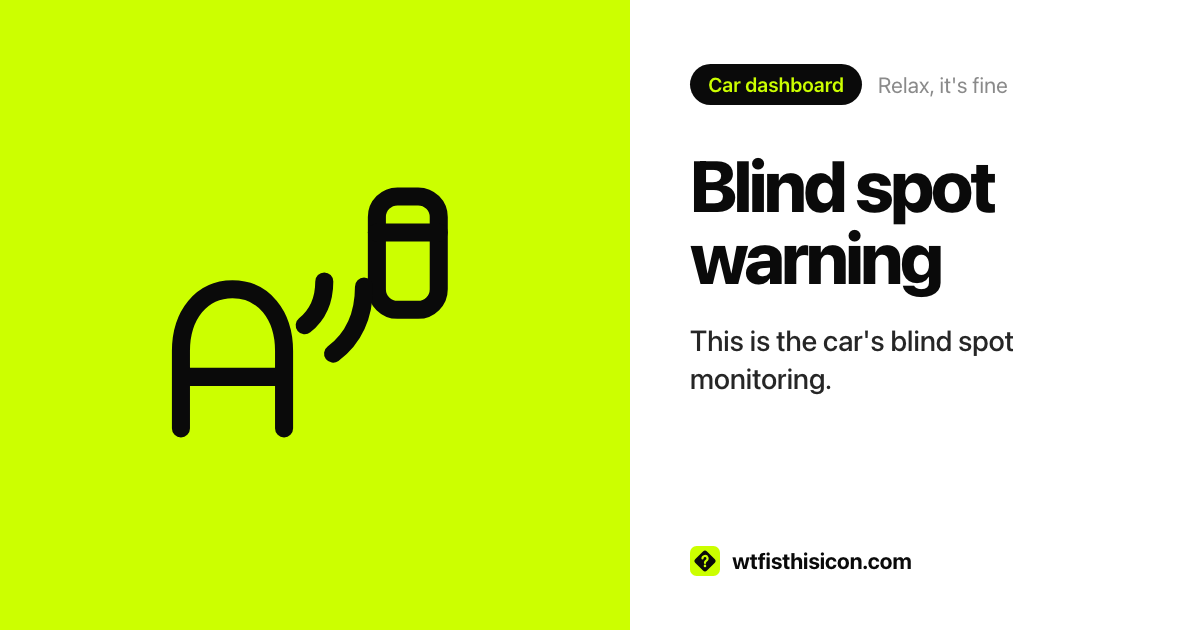 Car dashboard
Relax, it's fine
Blind spot
warning
This is the car's blind spot
monitoring.
wtfisthisicon.com